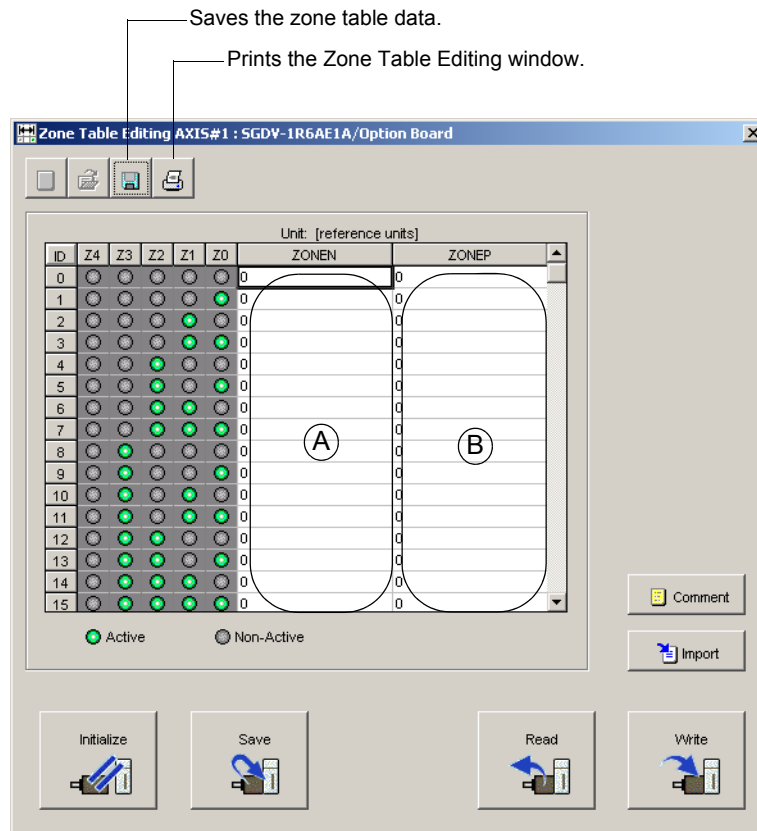 Saves the zone table data.
Prints the Zone Table Editing window.
Zone Table Editing AXIS#1 : SGDV-1R6AE1A/Option Board
Unit: [reference units]
ID Z4 Z3 Z2 Z1 Z0 ZONEN ZONEP
0 0 0
1 0 0
2 0 0
3 0 0
4 0 0
5 0 0
6 0 0
7 0 0
A B
8 0 0
9 0 0
10 0 0
11 0 0
12 0 0
13 0 0
14 0 0
15 0 0
Comment
Active Non-Active
Import
Initialize Save Read Write